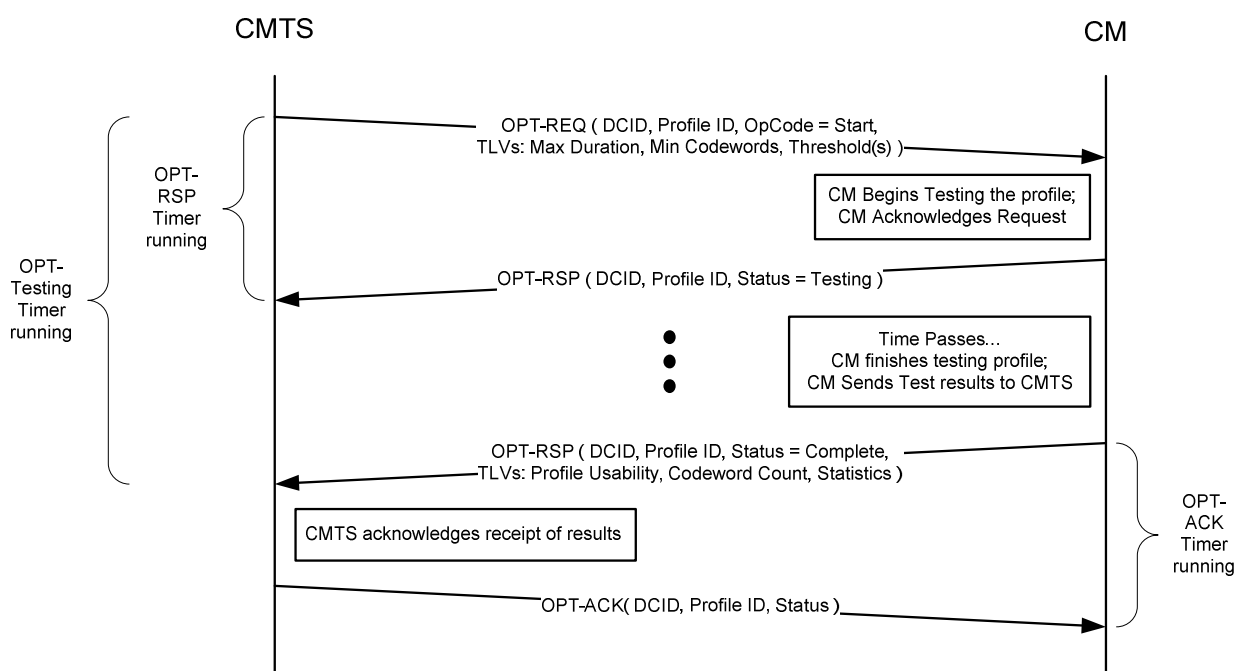 CMTS
CM
OPT-REQ ( DCID, Profile ID, OpCode = Start,
TLVs: Max Duration, Min Codewords, Threshold(s) )
OPT-
RSP
Timer
running
CM Begins Testing the profile;
CM Acknowledges Request
OPT-
Testing
Timer
running
OPT-RSP ( DCID, Profile ID, Status = Testing )
Time Passes...
CM finishes testing profile;
CM Sends Test results to CMTS
OPT-RSP ( DCID, Profile ID, Status = Complete,
TLVs: Profile Usability, Codeword Count, Statistics )
OPT-
ACK
Timer
running
CMTS acknowledges receipt of results
OPT-ACK( DCID, Profile ID, Status )